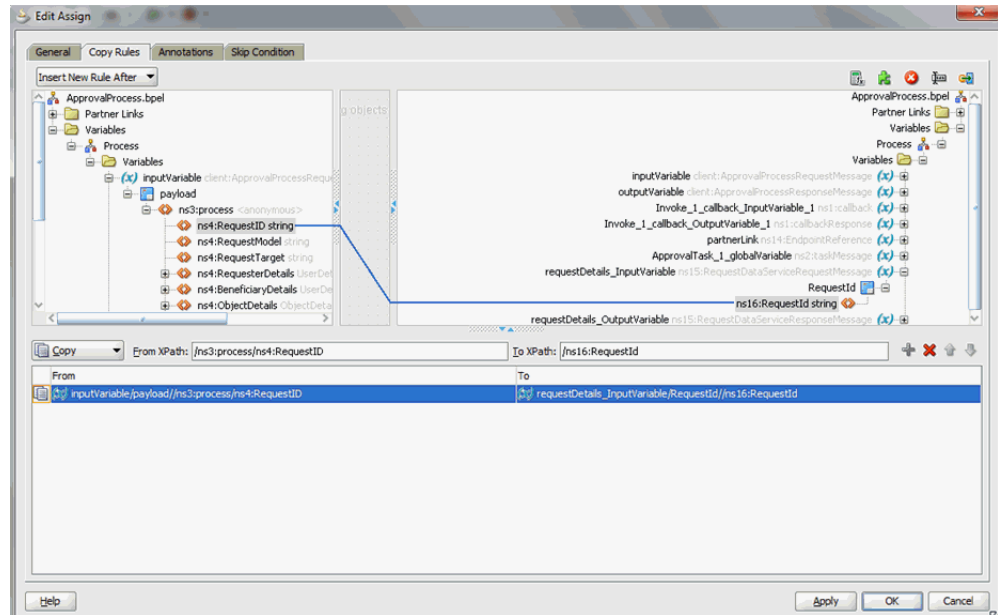 Edit Assign
General Copy Rules Annotations Skip Condition
Insert New Rule After
ApprovalProcess.bpel
Partner Links
Variables
Process
Variables
inputVariable client:ApprovalProcessReque
payload
ns3:process <anonymous>
ns4:RequestID string
ns4:RequestModel string
ns4:RequestTarget string
ns4:RequesterDetails UserDet
ns4:BeneficiaryDetails UserDe
ns4:ObjectDetails ObjectDeta
g objects
ApprovalProcess.bpel
Partner Links
Variables
Process
Variables
inputVariable client:ApprovalProcessRequestMessage (x)
outputVariable client:ApprovalProcessResponseMessage (x)
Invoke_1_callback_InputVariable_1 ns1:callback (x)
Invoke_1_callback_OutputVariable_1 ns1:callbackResponse (x)
partnerLink ns14:EndpointReference (x)
ApprovalTask_1_globalVariable ns2:taskMessage (x)
requestDetails_InputVariable ns15:RequestDataServiceRequestMessage (x)
RequestId
ns16:RequestId string
requestDetails_OutputVariable ns15:RequestDataServiceResponseMessage (x)
Copy From XPath: /ns3:process/ns4:RequestID To XPath: /ns16:RequestId
From To
inputVariable/payload//ns3:process/ns4:RequestID requestDetails_InputVariable/RequestId//ns16:RequestId
Help Apply OK Cancel